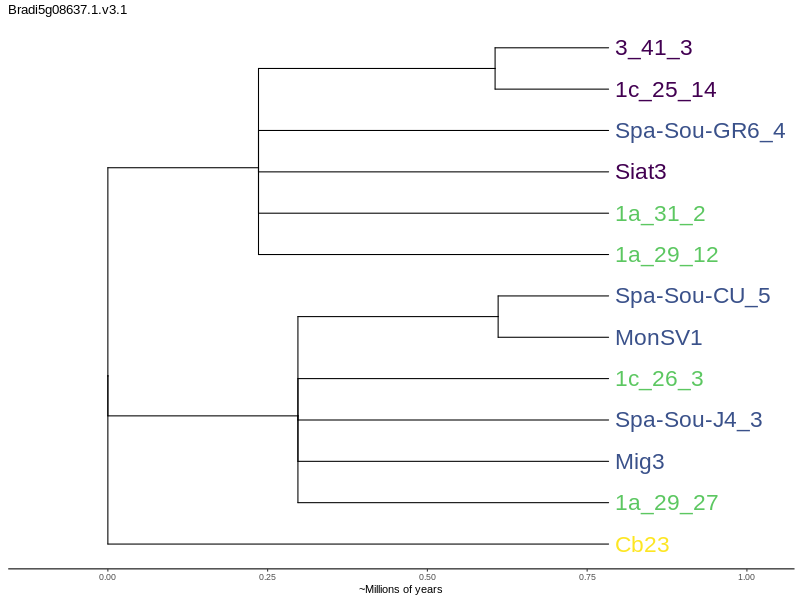 Bradi5g08637.1.v3.1
3_41_3
1c_25_14
Spa-Sou-GR6_4
Siat3
1a_31_2
1a_29_12
Spa-Sou-CU_5
MonSV1
1c_26_3
Spa-Sou-J4_3
Mig3
1a_29_27
Cb23
0.00 0.25 0.50 0.75 1.00
~Millions of years